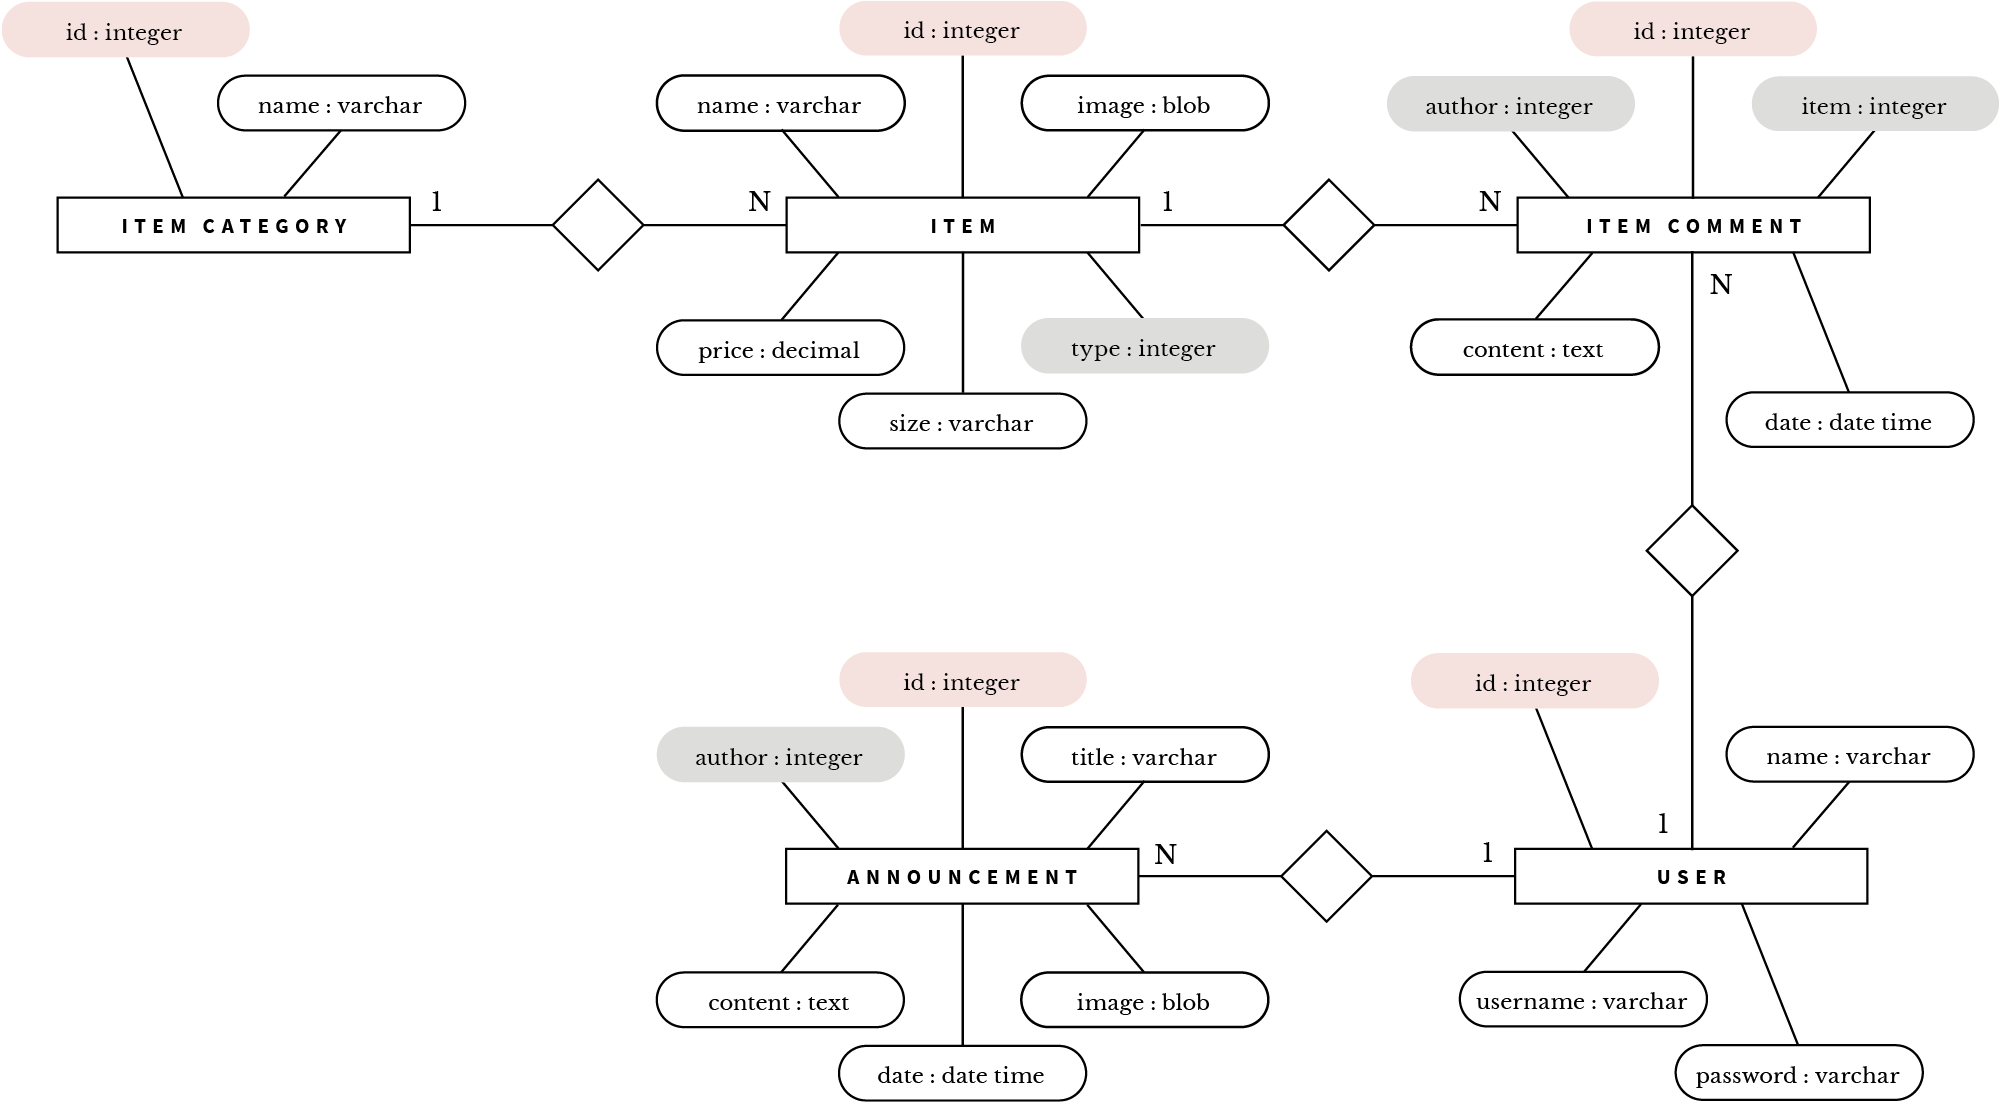 id : integer
id : integer
id : integer
name : varchar
name : varchar
image : blob
author : integer
item : integer
ITEM CATEGORY
1
N
ITEM
1
N
ITEM COMMENT
N
price : decimal
type : integer
content : text
size : varchar
date : date time
id : integer
id : integer
author : integer
title : varchar
name : varchar
1
ANNOUNCEMENT
N
1
USER
content : text
image : blob
username : varchar
date : date time
password : varchar